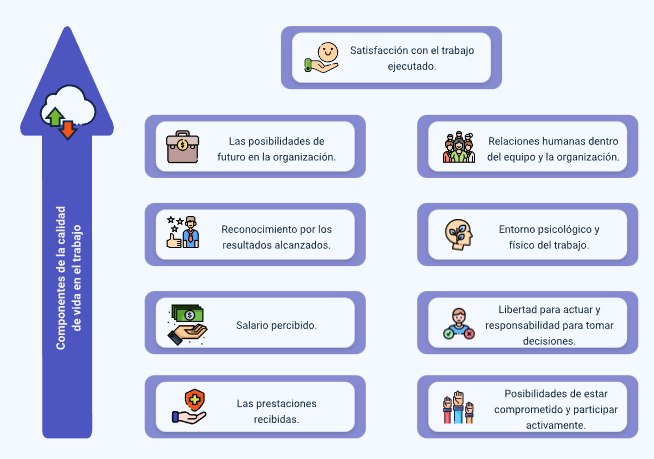 Satisfacción con el trabajo
ejecutado.
Las posibilidades de
futuro en la organización.
Relaciones humanas dentro
del equipo y la organización.
Reconocimiento por los
resultados alcanzados.
Entorno psicológico y
físico del trabajo.
Salario percibido.
Libertad para actuar y
responsabilidad para tomar
decisiones.
Las prestaciones
recibidas.
Posibilidades de estar
comprometido y participar
activamente.
Componentes de la calidad
de vida en el trabajo